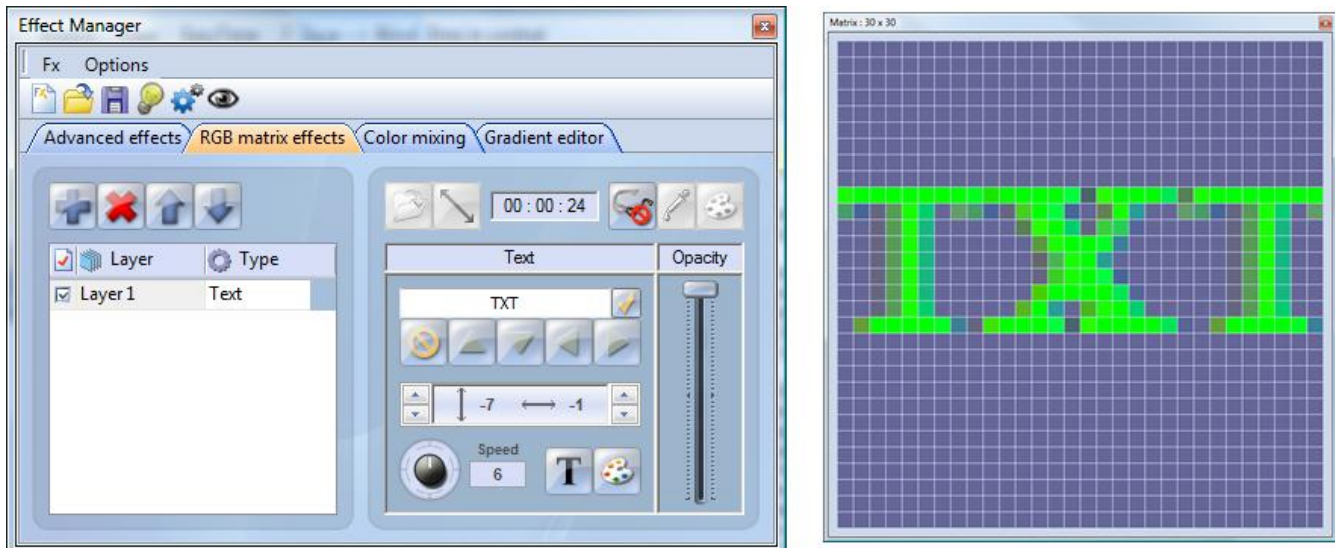 Effect Manager
Fx Options
Advanced effects RGB matrix effects Color mixing Gradient editor
00 : 00 : 24
Layer Type
Layer 1 Text
Text Opacity
TXT
-7 -1
Speed
6
T
Matrix : 30 x 30
TXT